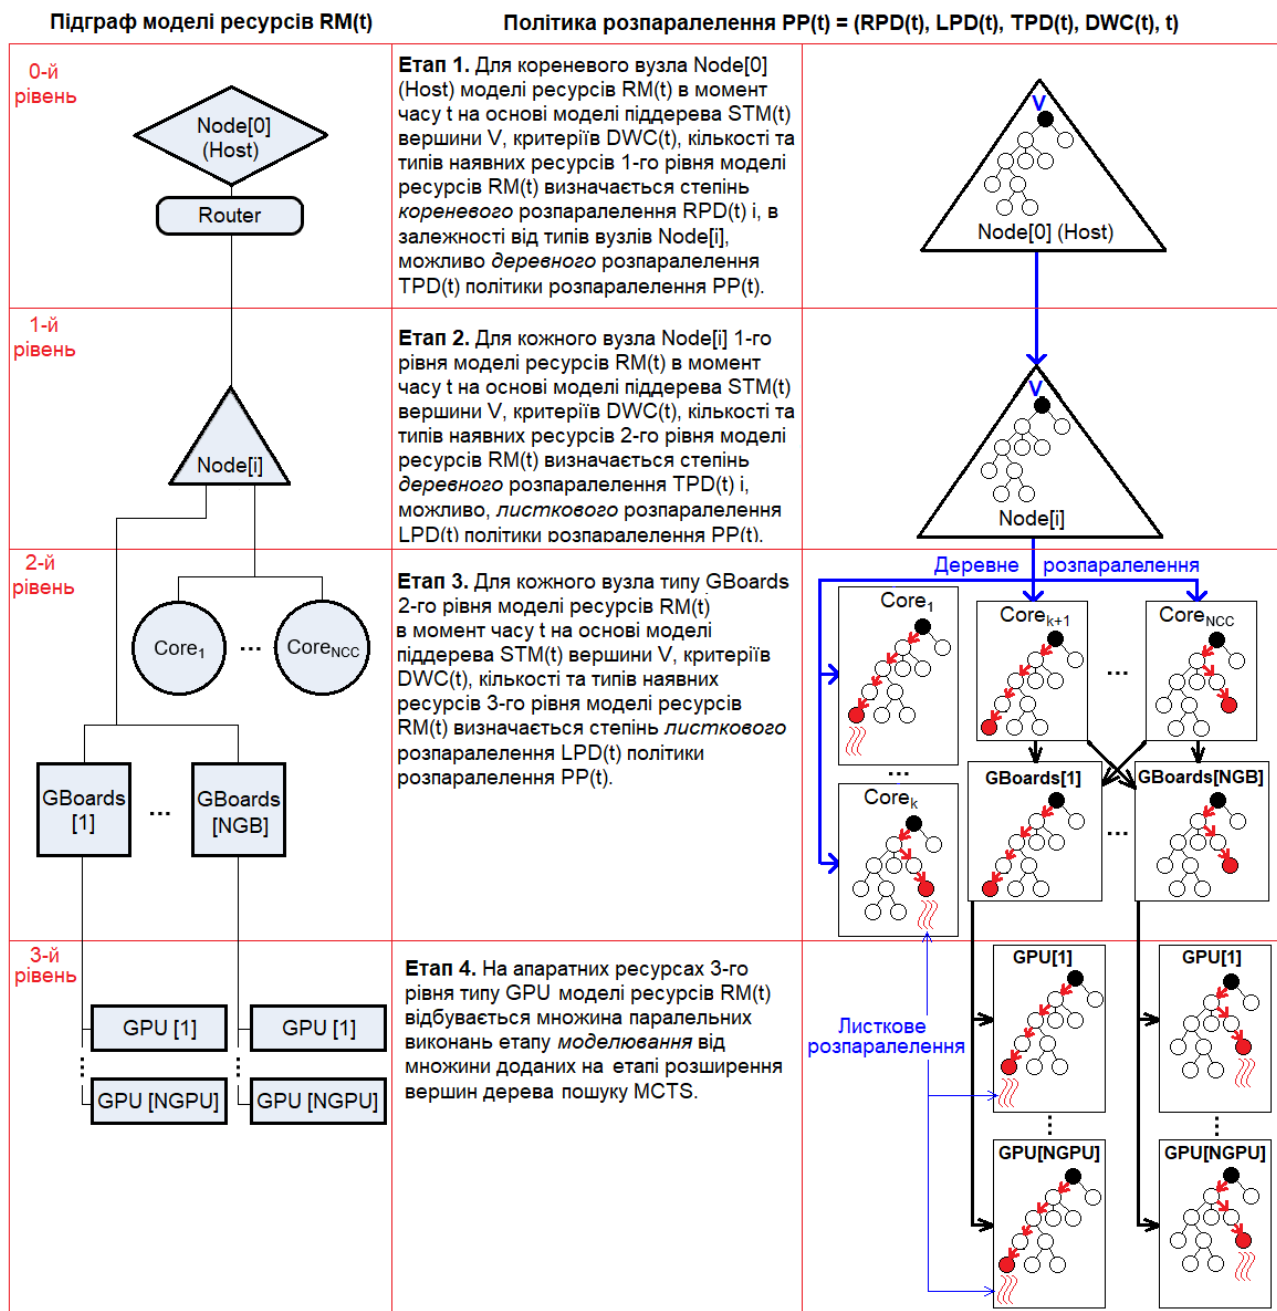 Підграф моделі ресурсів RM(t)
Політика розпаралелення PP(t) = (RPD(t), LPD(t), TPD(t), DWC(t), t)
0-й
рівень
Node[0]
(Host)
Router
Етап 1. Для кореневого вузла Node[0]
(Host) моделі ресурсів RM(t) в момент
часу t на основі моделі піддерева STM(t)
вершини V, критеріїв DWC(t), кількості та
типів наявних ресурсів 1-го рівня моделі
ресурсів RM(t) визначається степінь
кореневого розпаралелення RPD(t) і, в
залежності від типів вузлів Node[i],
можливо деревного розпаралелення
TPD(t) політики розпаралелення PP(t).
V
Node[0] (Host)
1-й
рівень
Node[i]
Етап 2. Для кожного вузла Node[i] 1-го
рівня моделі ресурсів RM(t) в момент
часу t на основі моделі піддерева STM(t)
вершини V, критеріїв DWC(t), кількості та
типів наявних ресурсів 2-го рівня моделі
ресурсів RM(t) визначається степінь
деревного розпаралелення TPD(t) і,
можливо, листкового розпаралелення
LPD(t) політики розпаралелення PP(t).
V
Node[i]
2-й
рівень
Core1
...
CoreNCC
GBoards
[1]
...
GBoards
[NGB]
Етап 3. Для кожного вузла типу GBoards
2-го рівня моделі ресурсів RM(t)
в момент часу t на основі моделі
піддерева STM(t) вершини V, критеріїв
DWC(t), кількості та типів наявних
ресурсів 3-го рівня моделі ресурсів
RM(t) визначається степінь листкового
розпаралелення LPD(t) політики
розпаралелення PP(t).
Деревне розпаралелення
Core1
Corek+1
...
CoreNCC
...
Corek
GBoards[1]
...
GBoards[NGB]
3-й
рівень
GPU [1]
GPU [1]
GPU [NGPU]
GPU [NGPU]
Етап 4. На апаратних ресурсах 3-го
рівня типу GPU моделі ресурсів RM(t)
відбувається множина паралельних
виконань етапу моделювання від
множини доданих на етапі розширення
вершин дерева пошуку MCTS.
Листкове
розпаралелення
GPU[1]
GPU[1]
GPU[NGPU]
GPU[NGPU]